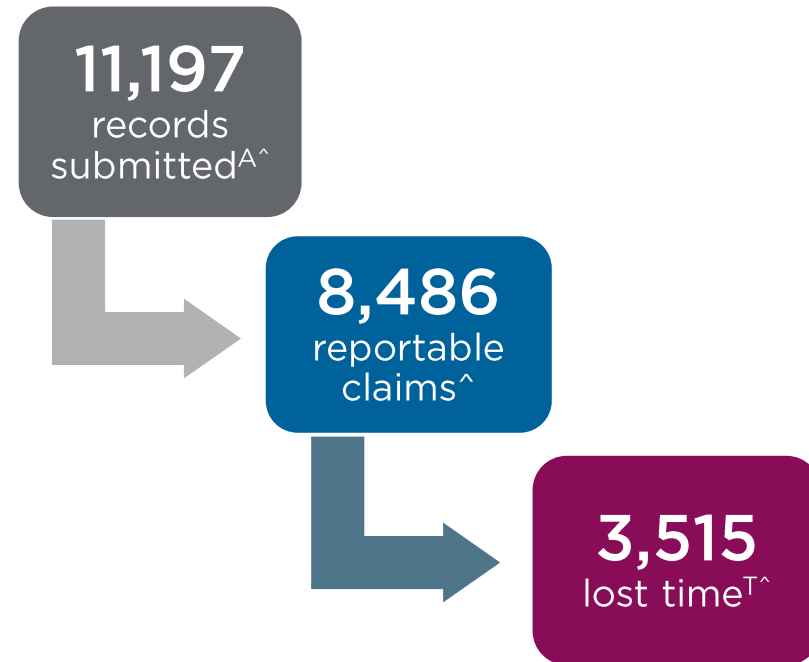 11,197
records
submittedA^
8,486
reportable
claims^
3,515
lost timeT^